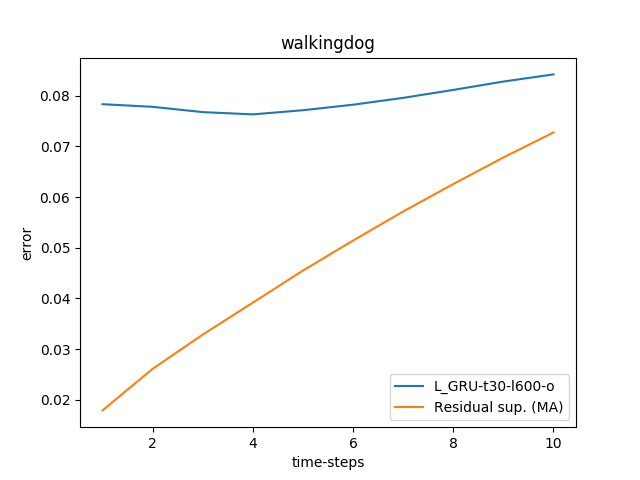 walkingdog
0.08
0.07
0.06
0.05
0.04
0.03
0.02
error
2
4
6
8
10
time-steps
L_GRU-t30-l600-o
Residual sup. (MA)